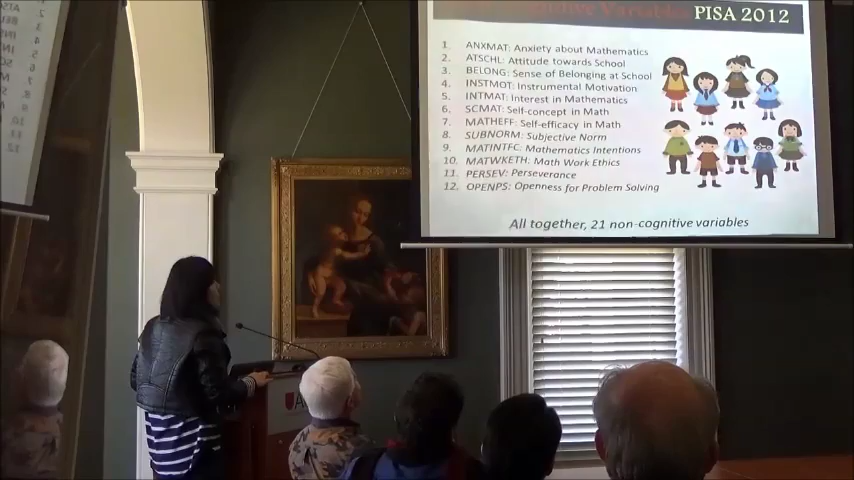 Cognitive Variables PISA 2012
1. ANXMAT: Anxiety about Mathematics
2. ATSCHL: Attitude towards School
3. BELONG: Sense of Belonging at School
4. INSTMOT: Instrumental Motivation
5. INTMAT: Interest in Mathematics
6. SCMAT: Self-concept in Math
7. MATHEFF: Self-efficacy in Math
8. SUBNORM: Subjective Norm
9. MATINTFC: Mathematics Intentions
10. MATWKETH: Math Work Ethics
11. PERSEV: Perseverance
12. OPENPS: Openness for Problem Solving
All together, 21 non-cognitive variables